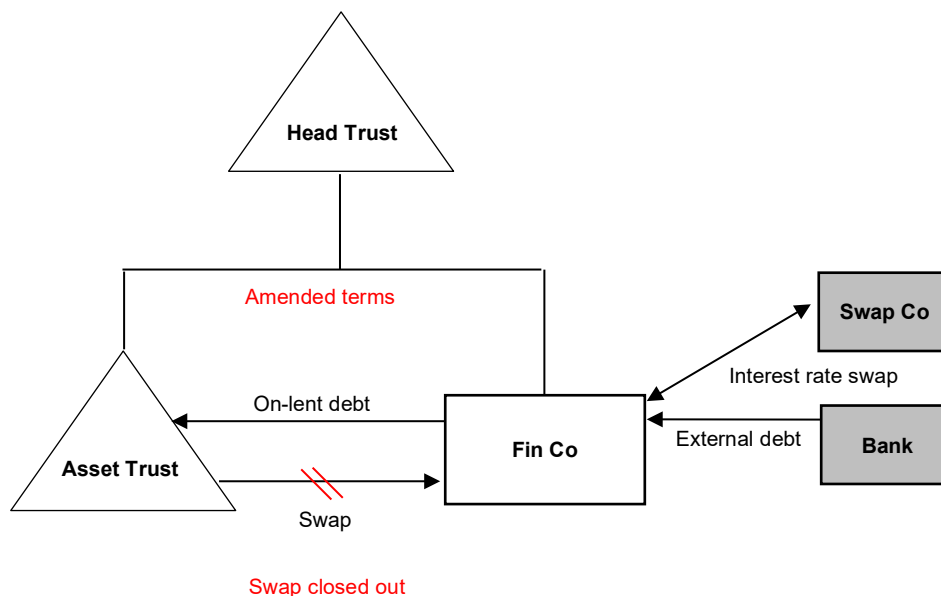 Head Trust
Amended terms
Swap Co
Interest rate swap
On-lent debt
External debt
Fin Co
Bank
Asset Trust
Swap
Swap closed out